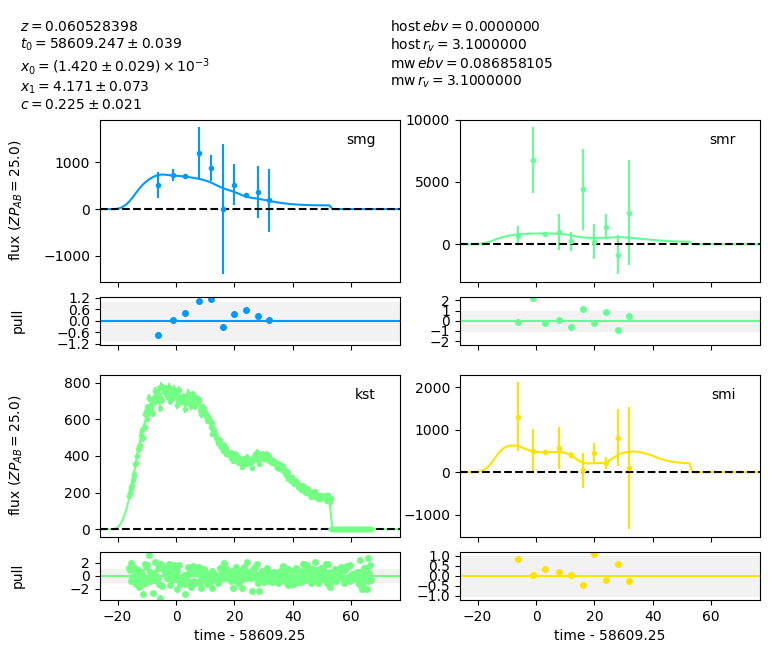 z = 0.060528398
t₀ = 58609.247 ± 0.039
x₀ = (1.420 ± 0.029) × 10⁻³
x₁ = 4.171 ± 0.073
c = 0.225 ± 0.021
host ebv = 0.0000000
host r_v = 3.1000000
mw ebv = 0.086858105
mw r_v = 3.1000000
flux (ZP_AB = 25.0)
1000
0
−1000
smg
10000
5000
0
smr
pull
1.2
0.6
0.0
−0.6
−1.2
2
1
0
−1
−2
flux (ZP_AB = 25.0)
800
600
400
200
0
kst
2000
1000
0
−1000
smi
pull
2
0
−2
1.0
0.5
0.0
−0.5
−1.0
−20 0 20 40 60
−20 0 20 40 60
time - 58609.25
time - 58609.25